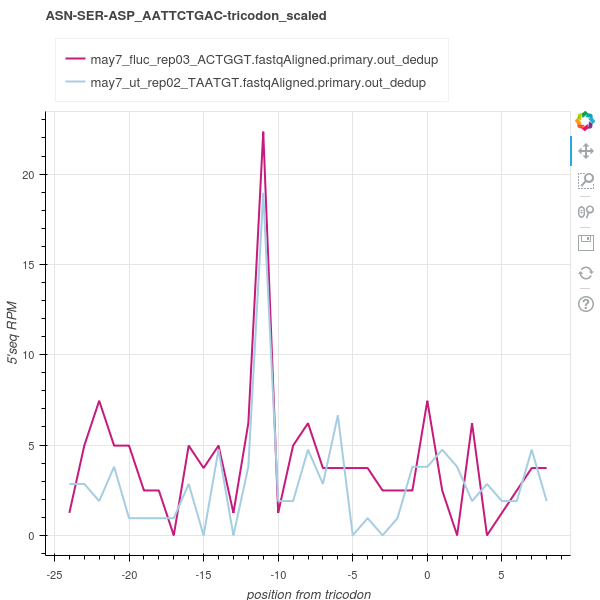 ASN-SER-ASP_AATTCTGAC-tricodon_scaled
may7_fluc_rep03_ACTGGT.fastqAligned.primary.out_dedup
may7_ut_rep02_TAATGT.fastqAligned.primary.out_dedup
20
15
10
5
0
5'seq RPM
-25 -20 -15 -10 -5 0 5
position from tricodon